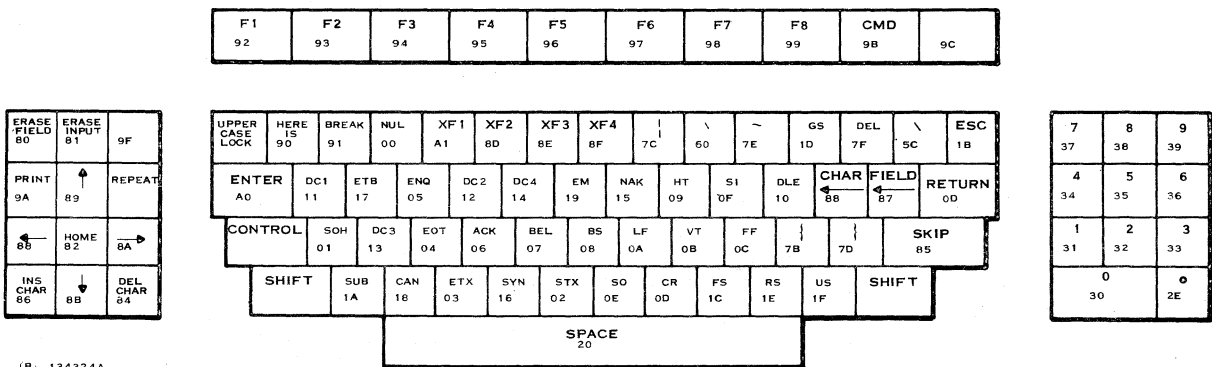 F1 F2 F3 F4 F5 F6 F7 F8 CMD
92 93 94 95 96 97 98 99 9B 9C
ERASE FIELD 80
ERASE INPUT 81
9F
PRINT 9A
↑ 89
REPEAT
← 88
HOME 82
→ 8A
INS CHAR 86
↓ 8B
DEL CHAR 84
UPPER CASE LOCK
HERE IS 90
BREAK 91
NUL 00
XF1 A1
XF2 8D
XF3 8E
XF4 8F
¦ 7C
\ 60
~ 7E
GS 1D
DEL 7F
\ 5C
ESC 1B
ENTER A0
DC1 11
ETB 17
ENQ 05
DC2 12
DC4 14
EM 19
NAK 15
HT 09
SI 0F
DLE 10
CHAR ← 88
FIELD ← 87
RETURN 0D
CONTROL
SOH 01
DC3 13
EOT 04
ACK 06
BEL 07
BS 08
LF 0A
VT 0B
FF 0C
{ 7B
} 7D
SKIP 85
SHIFT
SUB 1A
CAN 18
ETX 03
SYN 16
STX 02
SO 0E
CR 0D
FS 1C
RS 1E
US 1F
SHIFT
SPACE 20
7 8 9
37 38 39
4 5 6
34 35 36
1 2 3
31 32 33
0
30 2E
(B) 134324A